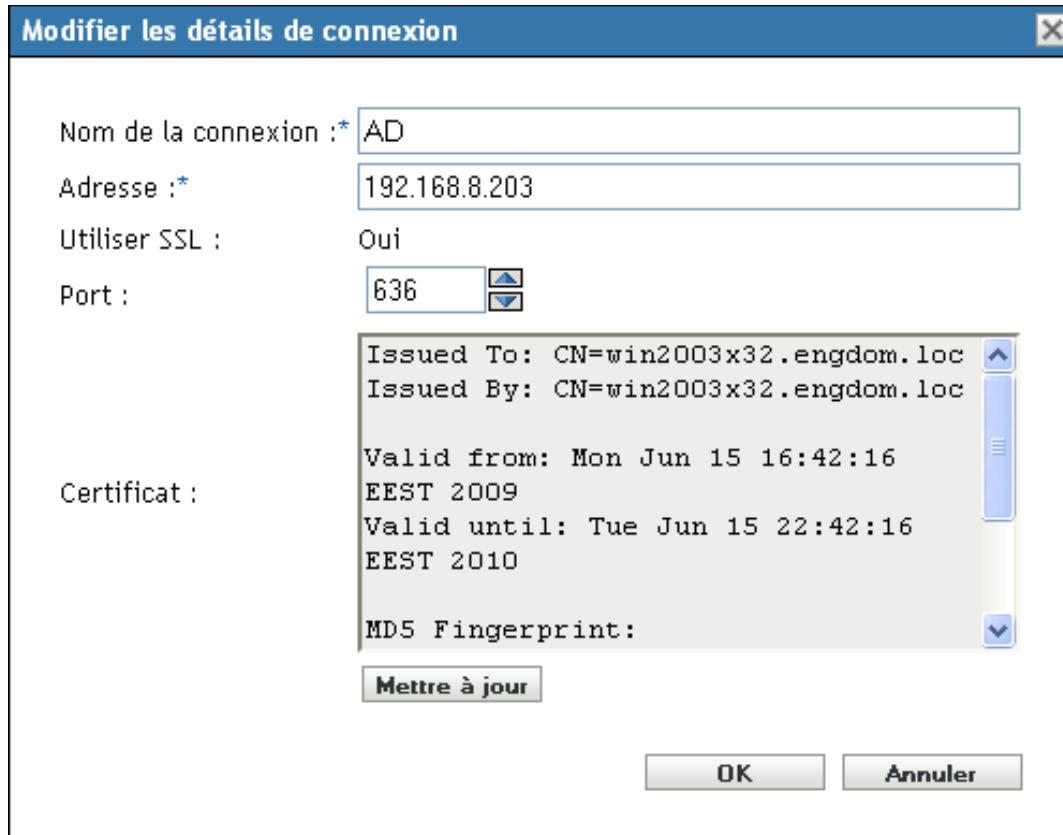 Modifier les détails de connexion
Nom de la connexion :* AD
Adresse :* 192.168.8.203
Utiliser SSL : Oui
Port : 636
Certificat :
Issued To: CN=win2003x32.engdom.loc
Issued By: CN=win2003x32.engdom.loc
Valid from: Mon Jun 15 16:42:16
EEST 2009
Valid until: Tue Jun 15 22:42:16
EEST 2010
MD5 Fingerprint:
Mettre à jour
OK Annuler